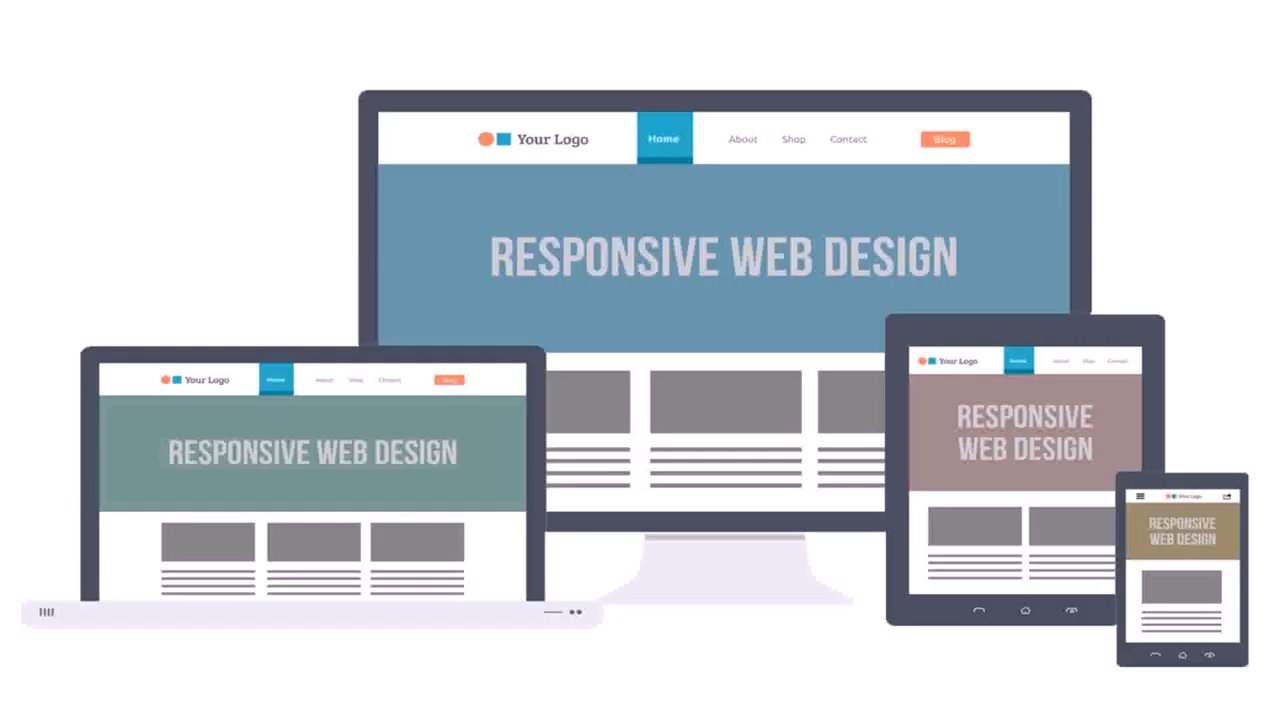 Your Logo Home About Shop Contact Blog
RESPONSIVE WEB DESIGN
Your Logo Home About Shop Contact Blog
RESPONSIVE WEB DESIGN
Your Logo Home About Shop Contact
RESPONSIVE
WEB DESIGN
Your Logo
RESPONSIVE
WEB DESIGN